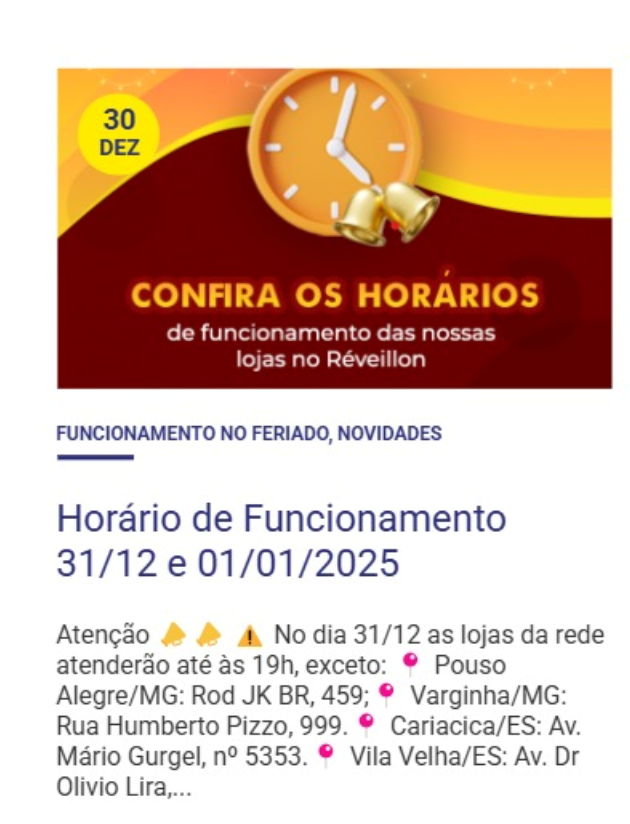 30
DEZ
CONFIRA OS HORÁRIOS
de funcionamento das nossas
lojas no Réveillon
FUNCIONAMENTO NO FERIADO, NOVIDADES
Horário de Funcionamento
31/12 e 01/01/2025
Atenção 📣 📣 ⚠️ No dia 31/12 as lojas da rede
atenderão até às 19h, exceto: 📍 Pouso
Alegre/MG: Rod JK BR, 459; 📍 Varginha/MG:
Rua Humberto Pizzo, 999. 📍 Cariacica/ES: Av.
Mário Gurgel, nº 5353. 📍 Vila Velha/ES: Av. Dr
Olivio Lira,...